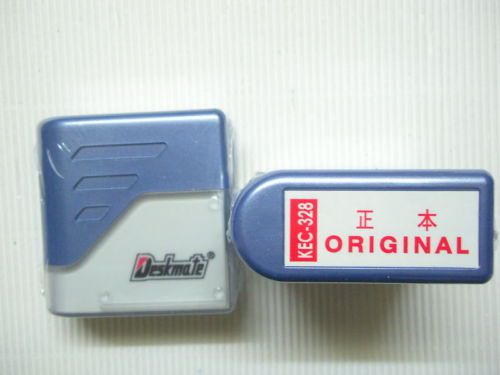 Deskmate®
KEC-328
正 本
ORIGINAL